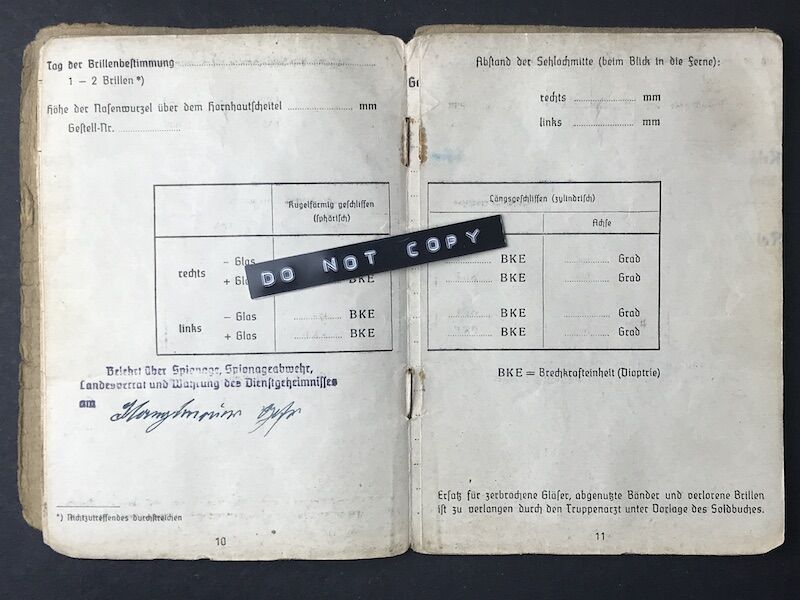 Tag der Brillenbestimmung
1 – 2 Brillen *)
Höhe der Nasenwurzel über dem Hornhautscheitel mm
Gestell-Nr.
Kugelförmig geschliffen
(sphärisch)
rechts
– Glas
+ Glas BKE
links
– Glas BKE
+ Glas BKE
DO NOT COPY
Belehrt über Spionage, Spionageabwehr,
Landesverrat und Wahrung des Dienstgeheimnisses
am
*) Nichtzutreffendes durchstreichen
10
Abstand der Sehlochmitte (beim Blick in die Ferne):
rechts mm
links mm
Längsgeschliffen (zylindrisch)
Achse
BKE Grad
BKE Grad
BKE Grad
BKE Grad
BKE = Brechkrafteinheit (Dioptrie)
Ersatz für zerbrochene Gläser, abgenutzte Bänder und verlorene Brillen
ist zu verlangen durch den Truppenarzt unter Vorlage des Soldbuches.
11